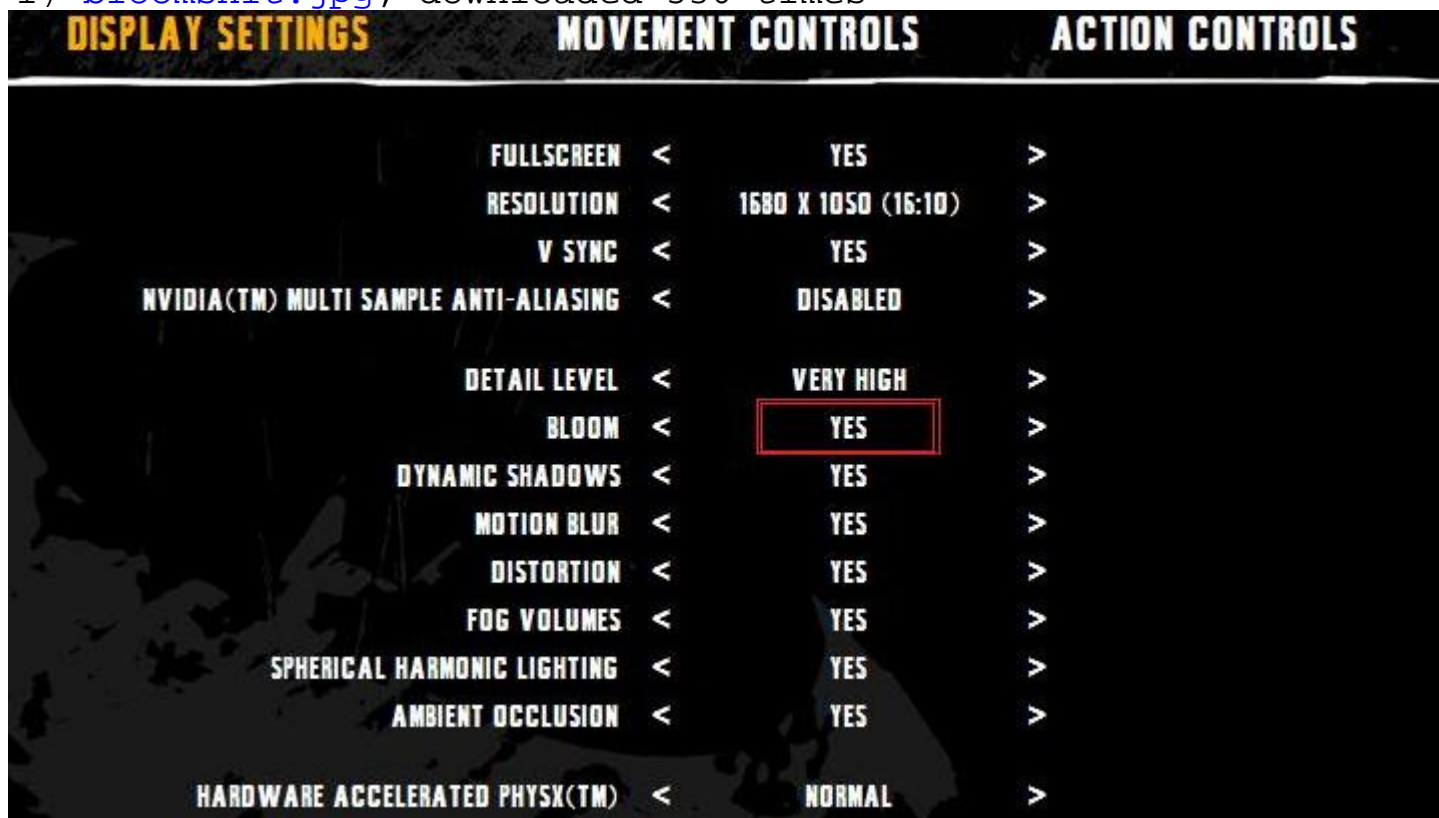 DISPLAY SETTINGS MOVEMENT CONTROLS ACTION CONTROLS
FULLSCREEN < YES >
RESOLUTION < 1680 X 1050 (16:10) >
V SYNC < YES >
NVIDIA(TM) MULTI SAMPLE ANTI-ALIASING < DISABLED >
DETAIL LEVEL < VERY HIGH >
BLOOM < YES >
DYNAMIC SHADOWS < YES >
MOTION BLUR < YES >
DISTORTION < YES >
FOG VOLUMES < YES >
SPHERICAL HARMONIC LIGHTING < YES >
AMBIENT OCCLUSION < YES >
HARDWARE ACCELERATED PHYSX(TM) < NORMAL >